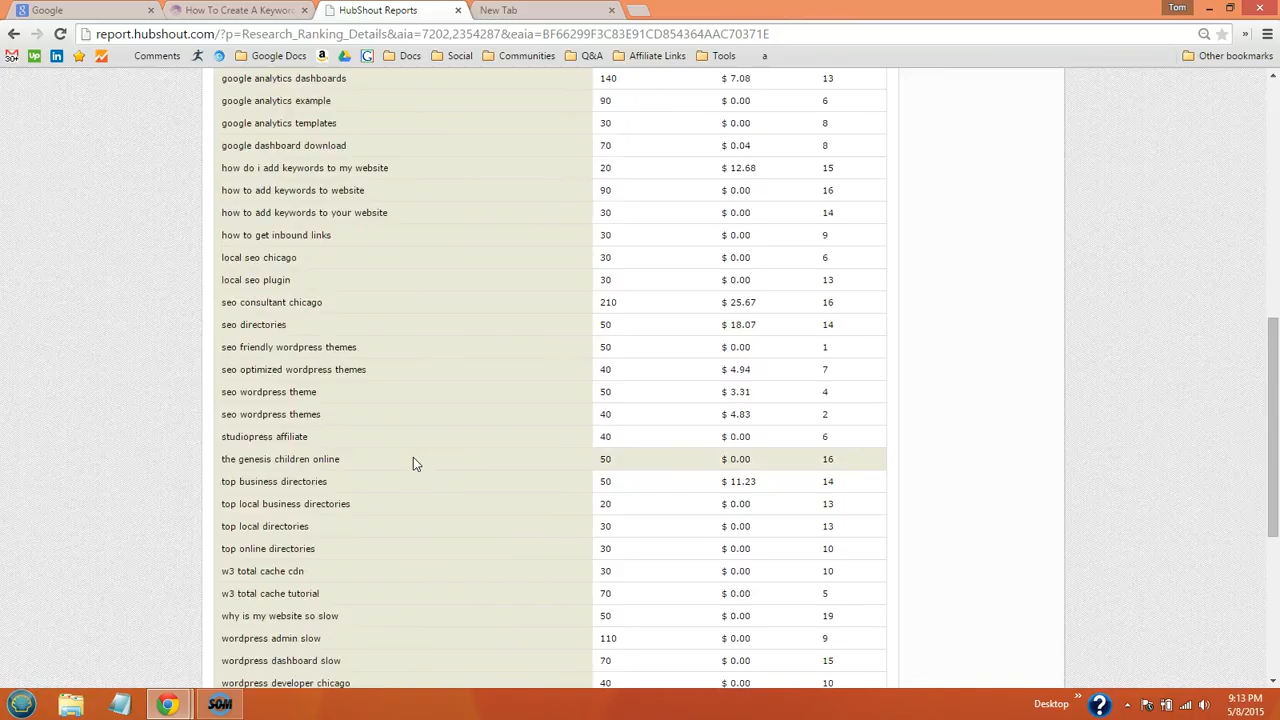 Google
How To Create A Keyword
HubShout Reports
New Tab
Tom
report.hubshout.com/?p=Research_Ranking_Details&aia=7202,2354287&eaia=BF66299F3C83E91CD854364AAC70371E
Up
in
Comments
Google Docs
a
Docs
Social
Communities
Q&A
Affiliate Links
Tools
a
Other bookmarks
google analytics dashboards 140 $ 7.08 13
google analytics example 90 $ 0.00 6
google analytics templates 30 $ 0.00 8
google dashboard download 70 $ 0.04 8
how do i add keywords to my website 20 $ 12.68 15
how to add keywords to website 90 $ 0.00 16
how to add keywords to your website 30 $ 0.00 14
how to get inbound links 30 $ 0.00 9
local seo chicago 30 $ 0.00 6
local seo plugin 30 $ 0.00 13
seo consultant chicago 210 $ 25.67 16
seo directories 50 $ 18.07 14
seo friendly wordpress themes 50 $ 0.00 1
seo optimized wordpress themes 40 $ 4.94 7
seo wordpress theme 50 $ 3.31 4
seo wordpress themes 40 $ 4.83 2
studiopress affiliate 40 $ 0.00 6
the genesis children online 50 $ 0.00 16
top business directories 50 $ 11.23 14
top local business directories 20 $ 0.00 13
top local directories 30 $ 0.00 13
top online directories 30 $ 0.00 10
w3 total cache cdn 30 $ 0.00 10
w3 total cache tutorial 70 $ 0.00 5
why is my website so slow 50 $ 0.00 19
wordpress admin slow 110 $ 0.00 9
wordpress dashboard slow 70 $ 0.00 15
wordpress developer chicago 40 $ 0.00 10
SOM
Desktop
9:13 PM
5/8/2015